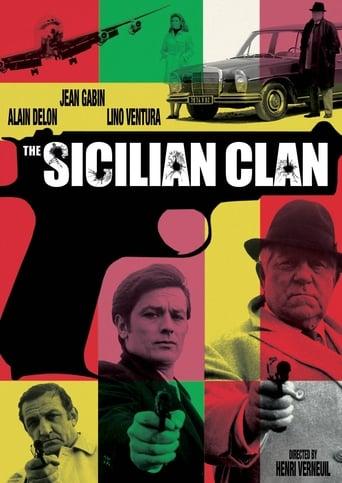 JEAN GABIN
ALAIN DELON LINO VENTURA
THE SICILIAN CLAN
DIRECTED BY
HENRI VERNEUIL